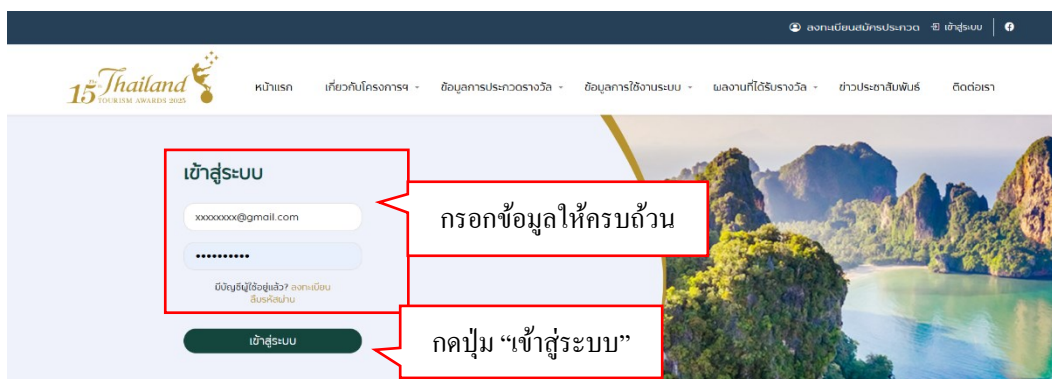 ลงทะเบียนสมัครประกวด เข้าสู่ระบบ
The 15th Thailand
TOURISM AWARDS 2025
หน้าแรก เกี่ยวกับโครงการฯ ข้อมูลการประกวดรางวัล ข้อมูลการใช้งานระบบ ผลงานที่ได้รับรางวัล ข่าวประชาสัมพันธ์ ติดต่อเรา
เข้าสู่ระบบ
xxxxxxxx@gmail.com
••••••••••
กรอกข้อมูลให้ครบถ้วน
มีบัญชีผู้ใช้อยู่แล้ว? ลงทะเบียน
ลืมรหัสผ่าน
เข้าสู่ระบบ
กดปุ่ม “เข้าสู่ระบบ”